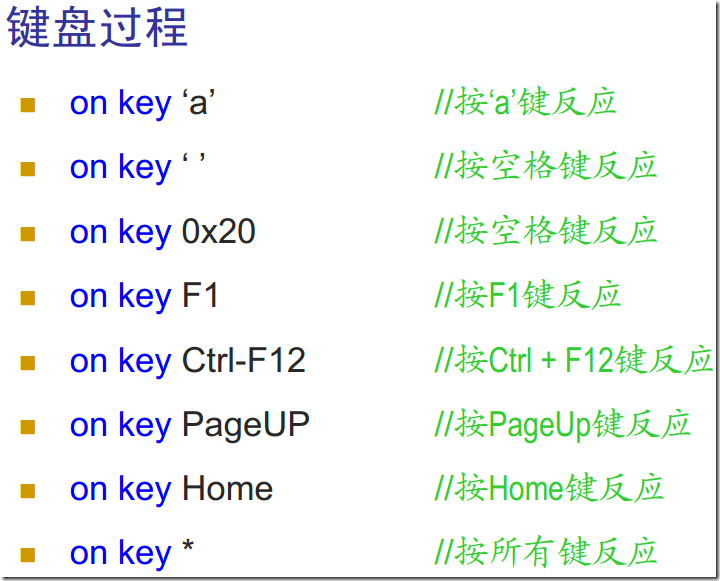 键盘过程
on key ‘a’ //按‘a’键反应
on key ‘ ’ //按空格键反应
on key 0x20 //按空格键反应
on key F1 //按F1键反应
on key Ctrl-F12 //按Ctrl + F12键反应
on key PageUP //按PageUp键反应
on key Home //按Home键反应
on key * //按所有键反应